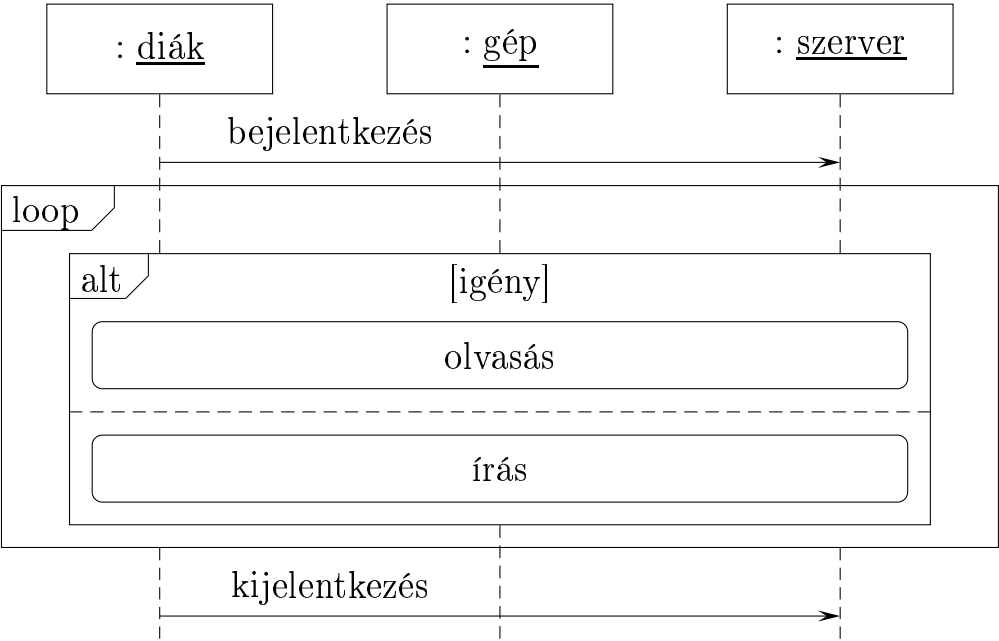 : diák
: gép
: szerver
bejelentkezés
loop
alt
[igény]
olvasás
írás
kijelentkezés